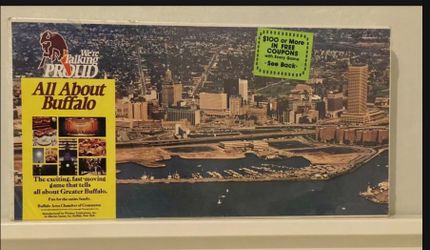 We're
Talking
PROUD
All About
Buffalo
The exciting, fast-moving
game that tells
all about Greater Buffalo.
Fun for the entire family.
Buffalo Area Chamber of Commerce
$100 or More
IN FREE
COUPONS
with Every Game
-See Back-